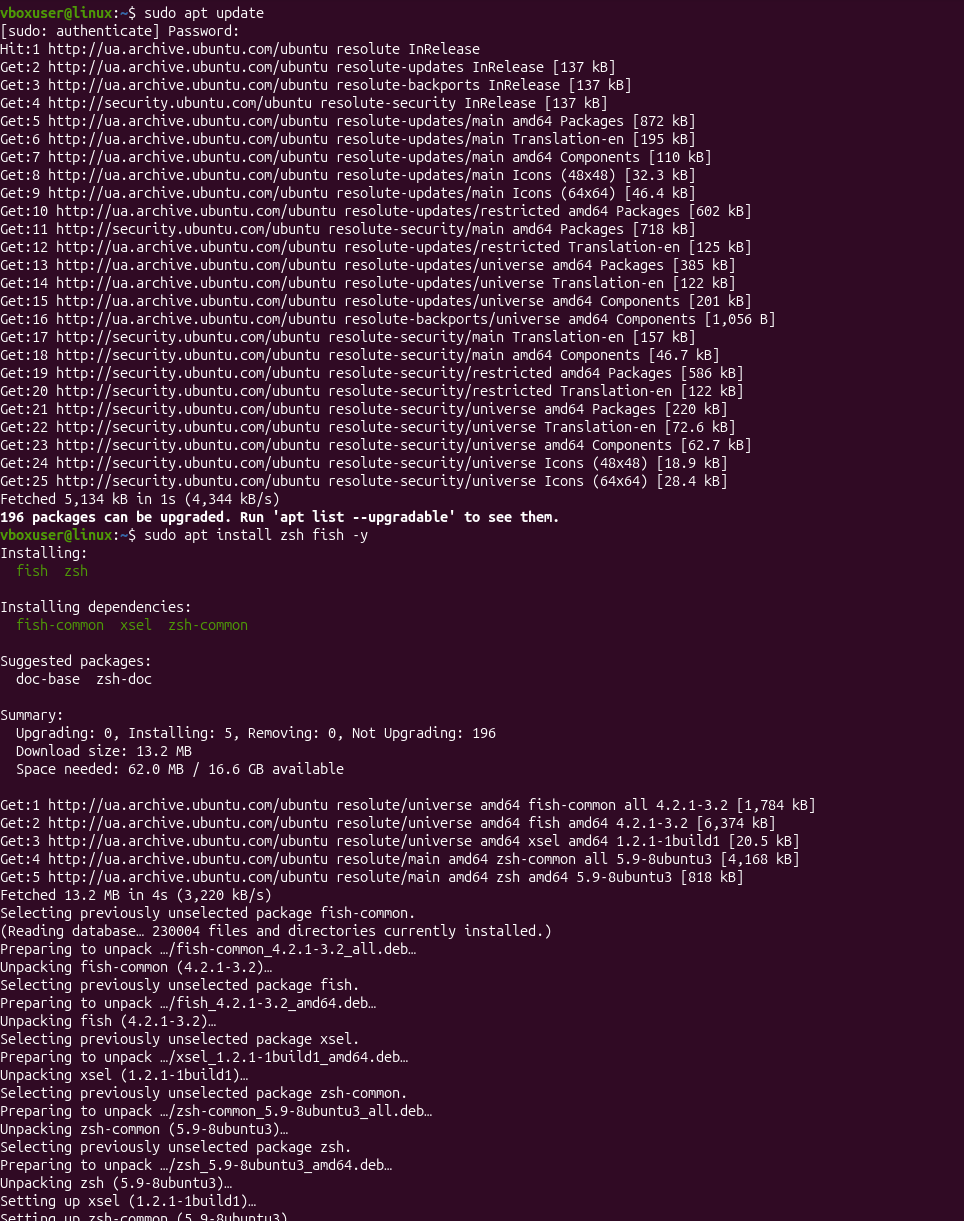 vboxuser@linux:~$ sudo apt update
[sudo: authenticate] Password:
Hit:1 http://ua.archive.ubuntu.com/ubuntu resolute InRelease
Get:2 http://ua.archive.ubuntu.com/ubuntu resolute-updates InRelease [137 kB]
Get:3 http://ua.archive.ubuntu.com/ubuntu resolute-backports InRelease [137 kB]
Get:4 http://security.ubuntu.com/ubuntu resolute-security InRelease [137 kB]
Get:5 http://ua.archive.ubuntu.com/ubuntu resolute-updates/main amd64 Packages [872 kB]
Get:6 http://ua.archive.ubuntu.com/ubuntu resolute-updates/main Translation-en [195 kB]
Get:7 http://ua.archive.ubuntu.com/ubuntu resolute-updates/main amd64 Components [110 kB]
Get:8 http://ua.archive.ubuntu.com/ubuntu resolute-updates/main Icons (48x48) [32.3 kB]
Get:9 http://ua.archive.ubuntu.com/ubuntu resolute-updates/main Icons (64x64) [46.4 kB]
Get:10 http://ua.archive.ubuntu.com/ubuntu resolute-updates/restricted amd64 Packages [602 kB]
Get:11 http://security.ubuntu.com/ubuntu resolute-security/main amd64 Packages [718 kB]
Get:12 http://ua.archive.ubuntu.com/ubuntu resolute-updates/restricted Translation-en [125 kB]
Get:13 http://ua.archive.ubuntu.com/ubuntu resolute-updates/universe amd64 Packages [385 kB]
Get:14 http://ua.archive.ubuntu.com/ubuntu resolute-updates/universe Translation-en [122 kB]
Get:15 http://ua.archive.ubuntu.com/ubuntu resolute-updates/universe amd64 Components [201 kB]
Get:16 http://ua.archive.ubuntu.com/ubuntu resolute-backports/universe amd64 Components [1,056 B]
Get:17 http://security.ubuntu.com/ubuntu resolute-security/main Translation-en [157 kB]
Get:18 http://security.ubuntu.com/ubuntu resolute-security/main amd64 Components [46.7 kB]
Get:19 http://security.ubuntu.com/ubuntu resolute-security/restricted amd64 Packages [586 kB]
Get:20 http://security.ubuntu.com/ubuntu resolute-security/restricted Translation-en [122 kB]
Get:21 http://security.ubuntu.com/ubuntu resolute-security/universe amd64 Packages [220 kB]
Get:22 http://security.ubuntu.com/ubuntu resolute-security/universe Translation-en [72.6 kB]
Get:23 http://security.ubuntu.com/ubuntu resolute-security/universe amd64 Components [62.7 kB]
Get:24 http://security.ubuntu.com/ubuntu resolute-security/universe Icons (48x48) [18.9 kB]
Get:25 http://security.ubuntu.com/ubuntu resolute-security/universe Icons (64x64) [28.4 kB]
Fetched 5,134 kB in 1s (4,344 kB/s)
196 packages can be upgraded. Run 'apt list --upgradable' to see them.
vboxuser@linux:~$ sudo apt install zsh fish -y
Installing:
  fish  zsh

Installing dependencies:
  fish-common  xsel  zsh-common

Suggested packages:
  doc-base  zsh-doc

Summary:
  Upgrading: 0, Installing: 5, Removing: 0, Not Upgrading: 196
  Download size: 13.2 MB
  Space needed: 62.0 MB / 16.6 GB available

Get:1 http://ua.archive.ubuntu.com/ubuntu resolute/universe amd64 fish-common all 4.2.1-3.2 [1,784 kB]
Get:2 http://ua.archive.ubuntu.com/ubuntu resolute/universe amd64 fish amd64 4.2.1-3.2 [6,374 kB]
Get:3 http://ua.archive.ubuntu.com/ubuntu resolute/universe amd64 xsel amd64 1.2.1-1build1 [20.5 kB]
Get:4 http://ua.archive.ubuntu.com/ubuntu resolute/main amd64 zsh-common all 5.9-8ubuntu3 [4,168 kB]
Get:5 http://ua.archive.ubuntu.com/ubuntu resolute/main amd64 zsh amd64 5.9-8ubuntu3 [818 kB]
Fetched 13.2 MB in 4s (3,220 kB/s)
Selecting previously unselected package fish-common.
(Reading database… 230004 files and directories currently installed.)
Preparing to unpack …/fish-common_4.2.1-3.2_all.deb…
Unpacking fish-common (4.2.1-3.2)…
Selecting previously unselected package fish.
Preparing to unpack …/fish_4.2.1-3.2_amd64.deb…
Unpacking fish (4.2.1-3.2)…
Selecting previously unselected package xsel.
Preparing to unpack …/xsel_1.2.1-1build1_amd64.deb…
Unpacking xsel (1.2.1-1build1)…
Selecting previously unselected package zsh-common.
Preparing to unpack …/zsh-common_5.9-8ubuntu3_all.deb…
Unpacking zsh-common (5.9-8ubuntu3)…
Selecting previously unselected package zsh.
Preparing to unpack …/zsh_5.9-8ubuntu3_amd64.deb…
Unpacking zsh (5.9-8ubuntu3)…
Setting up xsel (1.2.1-1build1)…
Setting up zsh-common (5.9-8ubuntu3)…